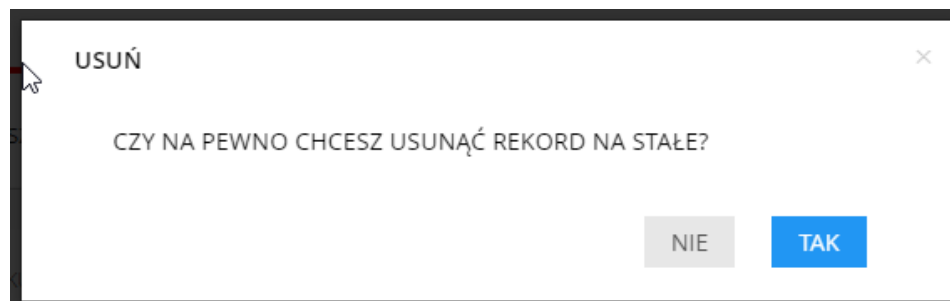 USUŃ
×
CZY NA PEWNO CHCESZ USUNĄĆ REKORD NA STAŁE?
NIE TAK